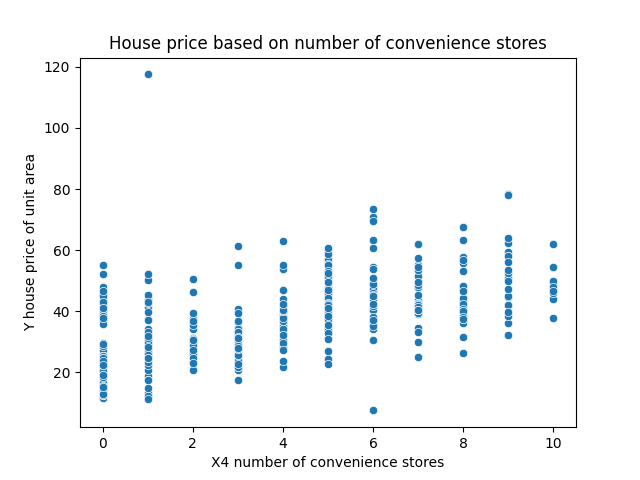 House price based on number of convenience stores
120
100
80
60
40
20
Y house price of unit area
0 2 4 6 8 10
X4 number of convenience stores